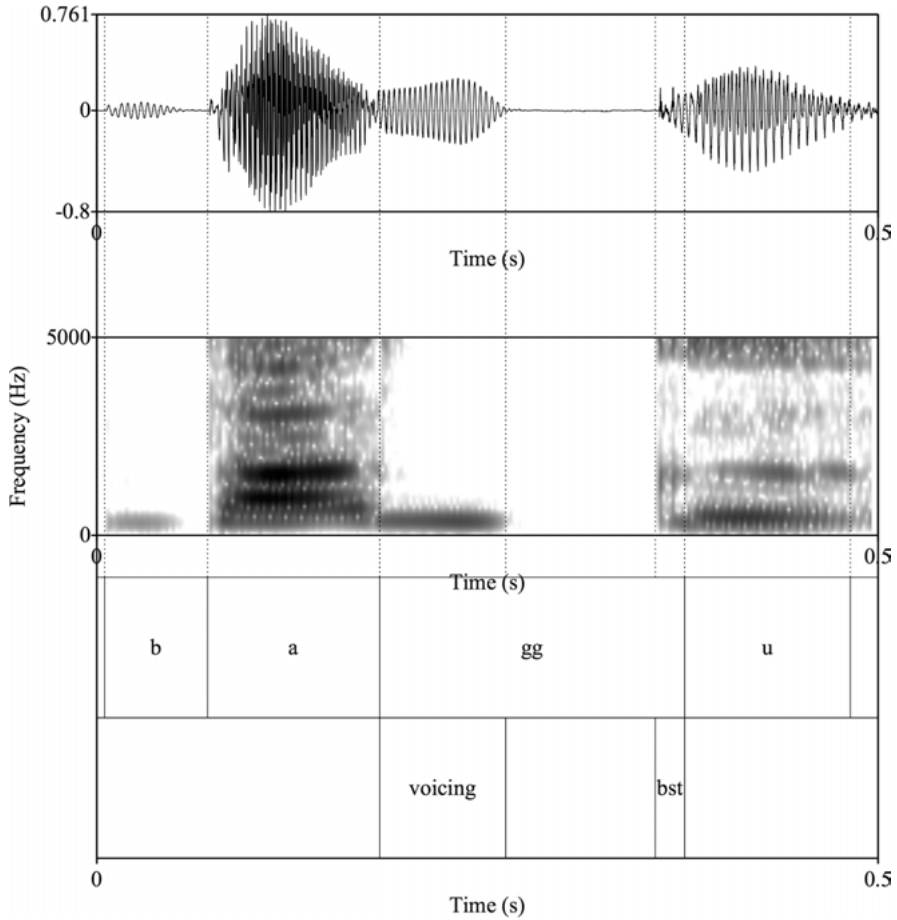 0.761
0
-0.8
0 0.5
Time (s)
5000
Frequency (Hz)
0
0 0.5
Time (s)
b a gg u
voicing bst
0 0.5
Time (s)